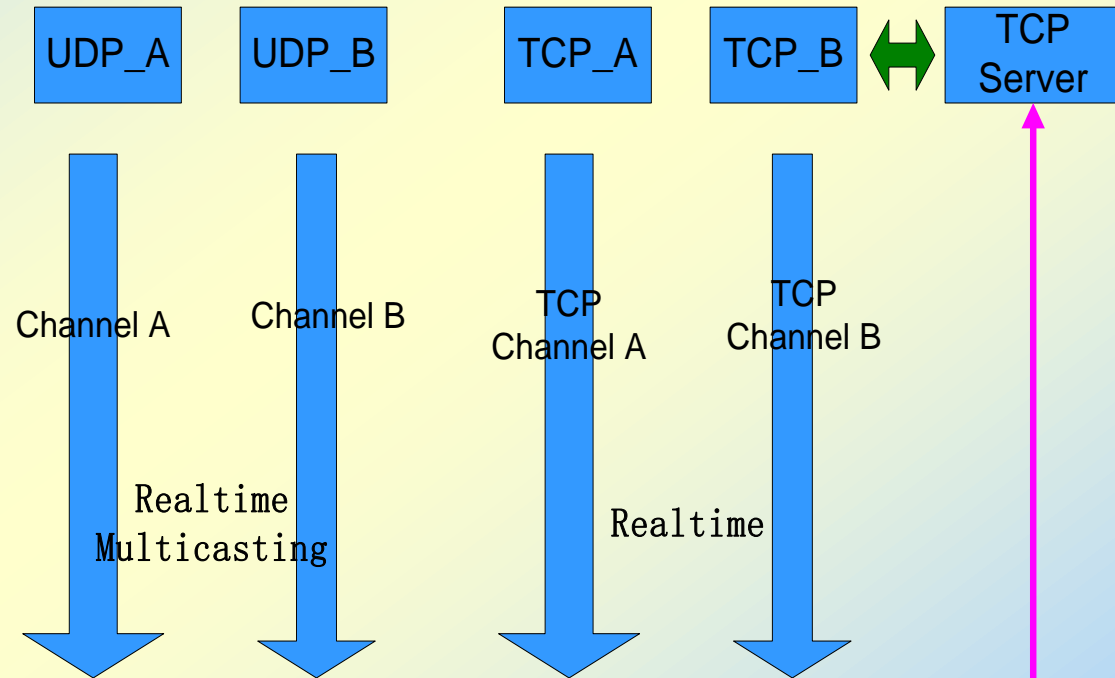 UDP_A
UDP_B
TCP_A
TCP_B
TCP
Server
Channel A
Channel B
TCP
Channel A
TCP
Channel B
Realtime
Multicasting
Realtime